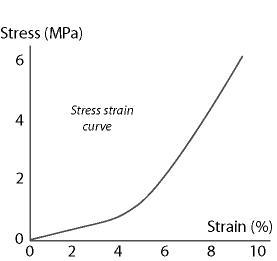 Stress (MPa)
6
Stress strain
curve
4
2
Strain (%)
0
0 2 4 6 8 10